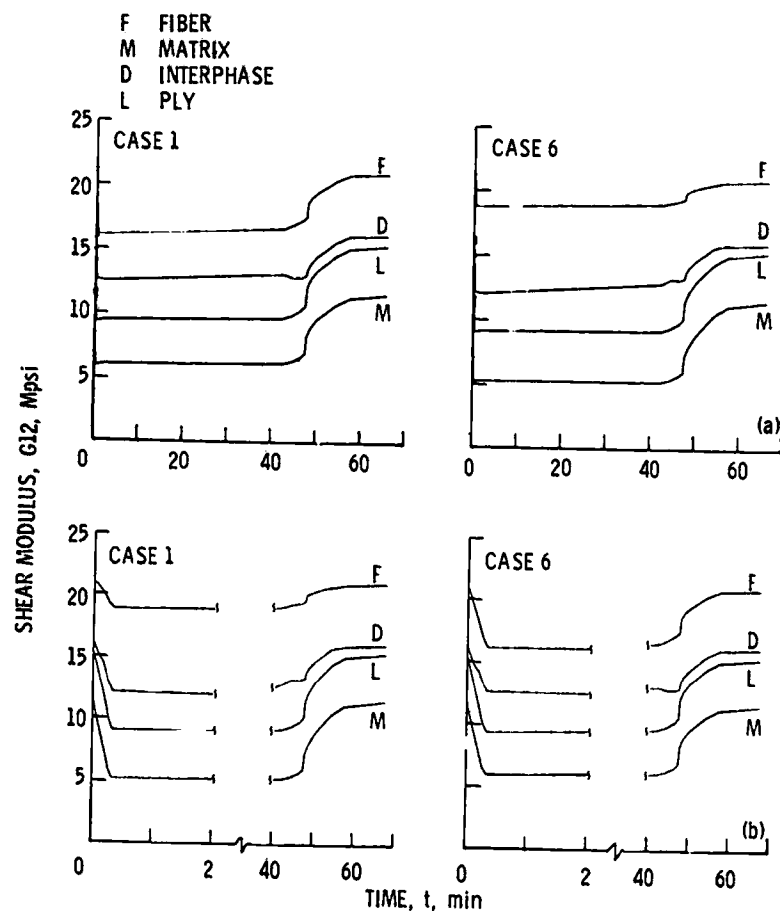 F FIBER
M MATRIX
D INTERPHASE
L PLY
SHEAR MODULUS, G12, Mpsi
25
20
15
10
5
0
CASE 1
F
D
L
M
0 20 40 60
CASE 6
F
D
L
M
(a)
0 20 40 60
25
20
15
10
5
0
CASE 1
F
D
L
M
2 40 60
CASE 6
F
D
L
M
(b)
0 2 40 60
TIME, t, min